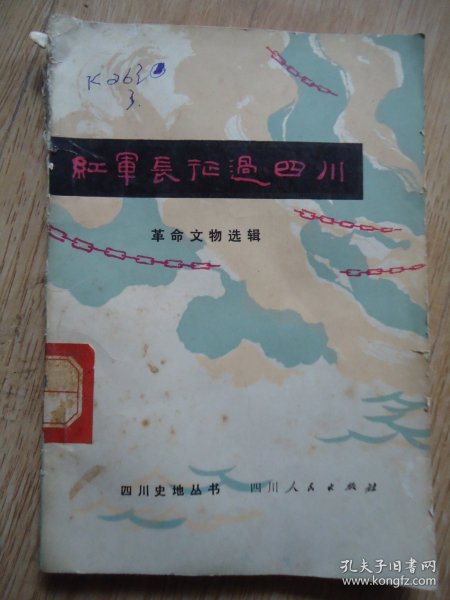 K263
3.
紅軍長征過四川
革命文物选辑
四川史地丛书 四川人民出版社
孔夫子旧书网
www.kongfz.com